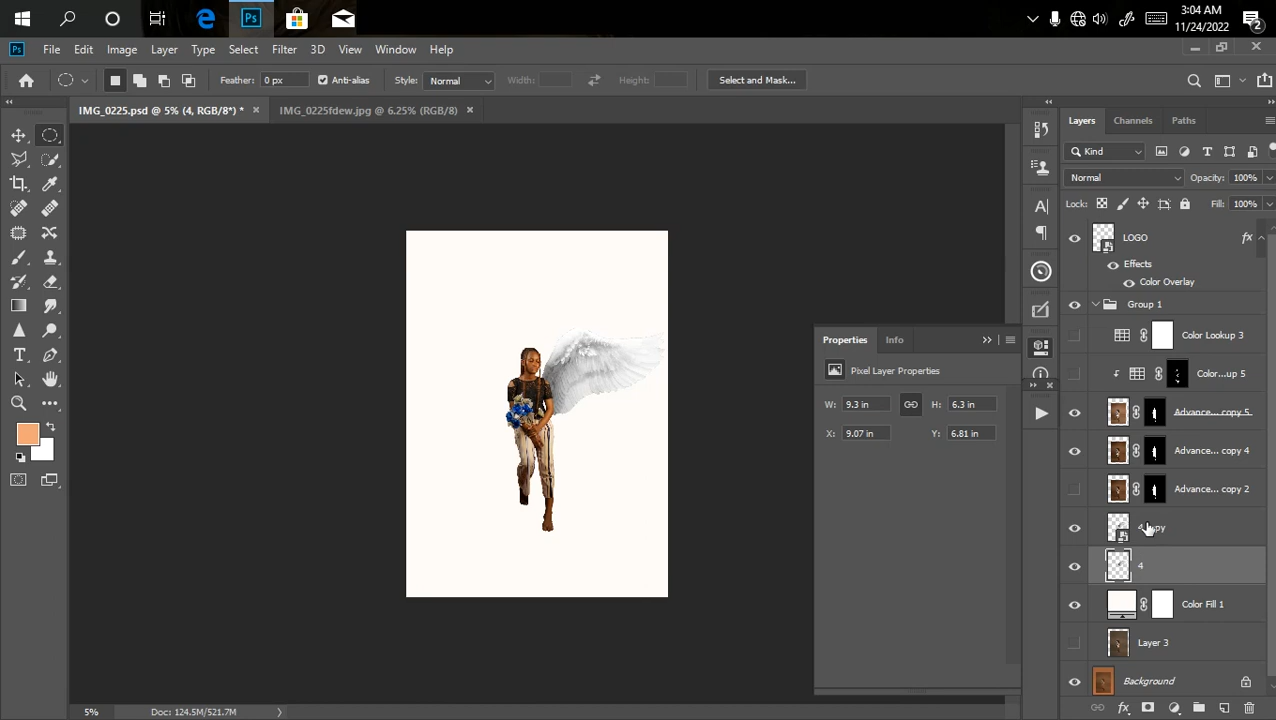 3:04 AM
11/24/2022
2
Ps
Ps File Edit Image Layer Type Select Filter 3D View Window Help
Feather: 0 px Anti-alias Style: Normal Width: Height: Select and Mask...
IMG_0225.psd @ 5% (4, RGB/8*) * × IMG_0225fdew.jpg @ 6.25% (RGB/8) ×
Layers Channels Paths
Kind
Normal Opacity: 100%
Lock: Fill: 100%
LOGO fx
Effects
Color Overlay
Group 1
Color Lookup 3
Color...up 5
Advance... copy 5
Advance... copy 4
Advance... copy 2
4
Color Fill 1
Layer 3
Background
Properties Info
Pixel Layer Properties
W: 9.3 in H: 6.3 in
X: 9.07 in Y: 6.81 in
5% Doc: 124.5M/521.7M
fx